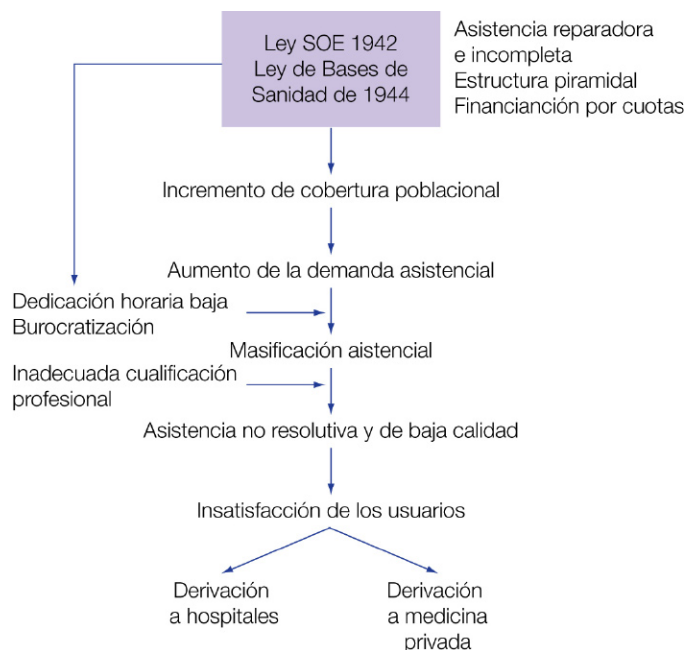 Ley SOE 1942
Ley de Bases de
Sanidad de 1944
Asistencia reparadora
e incompleta
Estructura piramidal
Financianción por cuotas
Incremento de cobertura poblacional
Aumento de la demanda asistencial
Dedicación horaria baja
Burocratización
Masificación aistencial
Inadecuada cualificación
profesional
Asistencia no resolutiva y de baja calidad
Insatisfacción de los usuarios
Derivación
a hospitales
Derivación
a medicina
privada